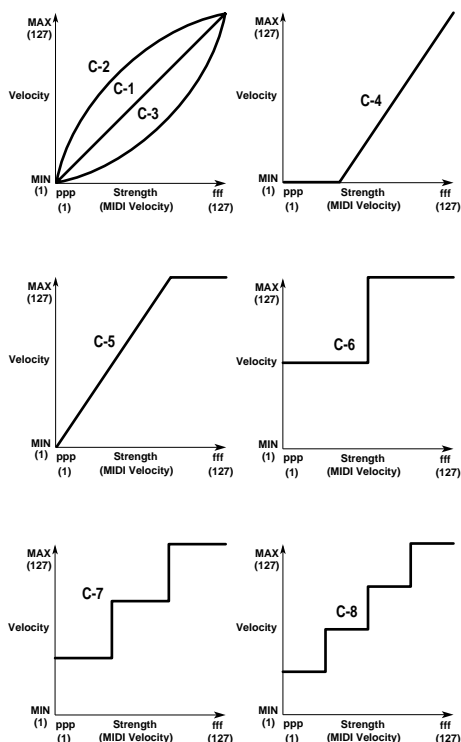 MAX
(127)
C-2
C-1
Velocity
C-3
MIN
(1)
ppp
(1)
Strength
(MIDI Velocity)
fff
(127)
MAX
(127)
C-4
Velocity
MIN
(1)
ppp
(1)
Strength
(MIDI Velocity)
fff
(127)
MAX
(127)
C-5
Velocity
MIN
(1)
ppp
(1)
Strength
(MIDI Velocity)
fff
(127)
MAX
(127)
C-6
Velocity
MIN
(1)
ppp
(1)
Strength
(MIDI Velocity)
fff
(127)
MAX
(127)
C-7
Velocity
MIN
(1)
ppp
(1)
Strength
(MIDI Velocity)
fff
(127)
MAX
(127)
C-8
Velocity
MIN
(1)
ppp
(1)
Strength
(MIDI Velocity)
fff
(127)